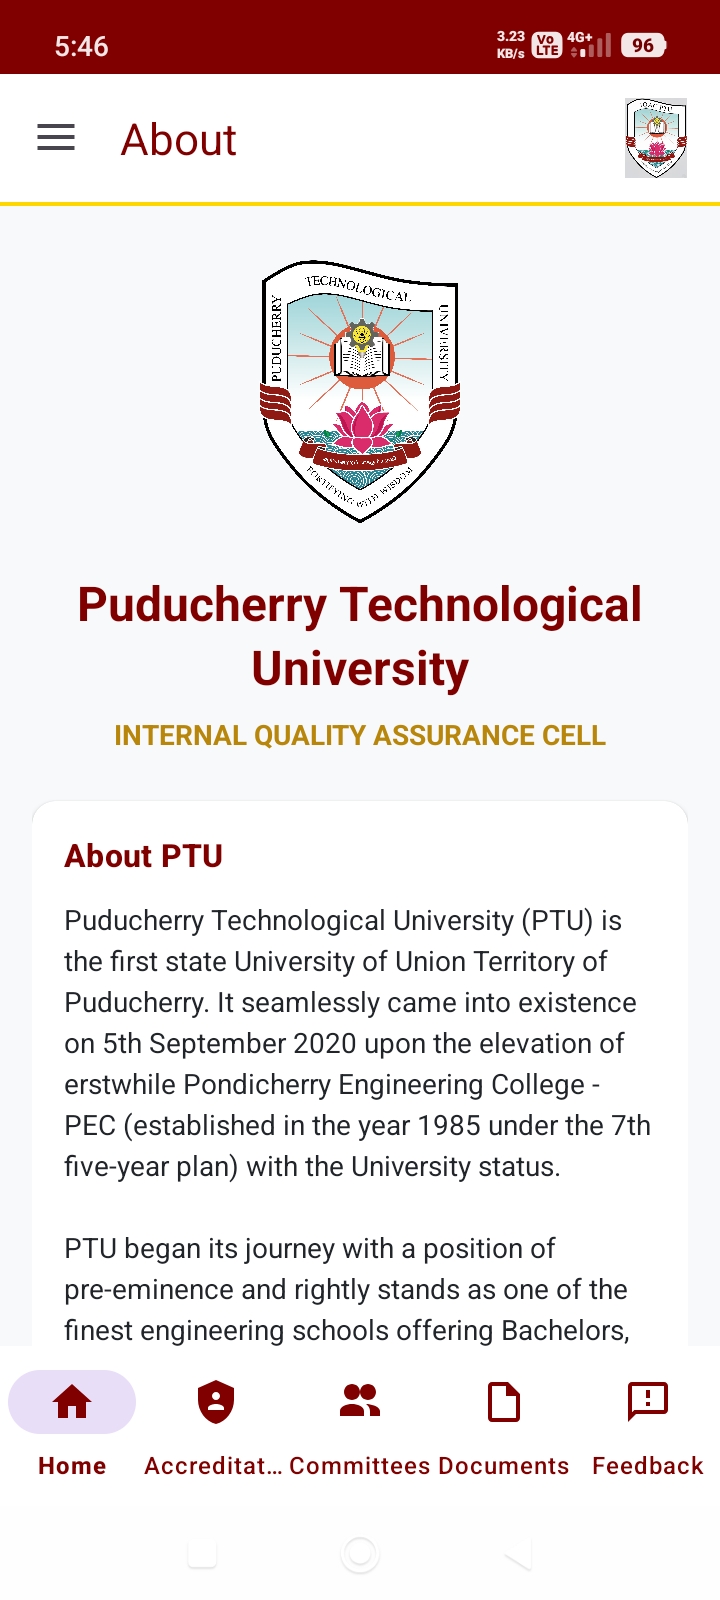 5:46
3.23
KB/s
Vo
LTE
4G+
96
About
TECHNOLOGICAL
PUDUCHERRY
UNIVERSITY
FORTIFYING WITH WISDOM
Puducherry Technological
University
INTERNAL QUALITY ASSURANCE CELL
About PTU
Puducherry Technological University (PTU) is
the first state University of Union Territory of
Puducherry. It seamlessly came into existence
on 5th September 2020 upon the elevation of
erstwhile Pondicherry Engineering College -
PEC (established in the year 1985 under the 7th
five-year plan) with the University status.
PTU began its journey with a position of
pre-eminence and rightly stands as one of the
finest engineering schools offering Bachelors,
Home
Accreditat...
Committees
Documents
Feedback